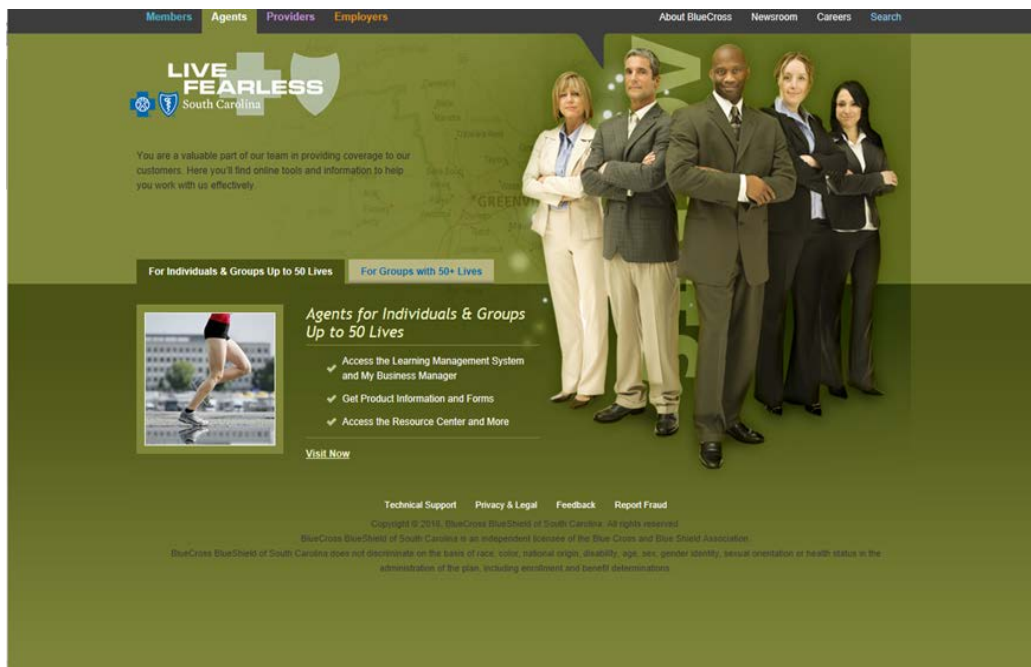 Members Agents Providers Employers About BlueCross Newsroom Careers Search
LIVE
FEARLESS
South Carolina
You are a valuable part of our team in providing coverage to our
customers. Here you'll find online tools and information to help
you work with us effectively.
GREENV
For Individuals & Groups Up to 50 Lives For Groups with 50+ Lives
Agents for Individuals & Groups
Up to 50 Lives
Access the Learning Management System
and My Business Manager
Get Product Information and Forms
Access the Resource Center and More
Visit Now
Technical Support Privacy & Legal Feedback Report Fraud
Copyright © 2016, BlueCross BlueShield of South Carolina. All rights reserved
BlueCross BlueShield of South Carolina is an independent licensee of the Blue Cross and Blue Shield Association.
BlueCross BlueShield of South Carolina does not discriminate on the basis of race, color, national origin, disability, age, sex, gender identity, sexual orientation or health status in the
administration of the plan, including enrollment and benefit determinations